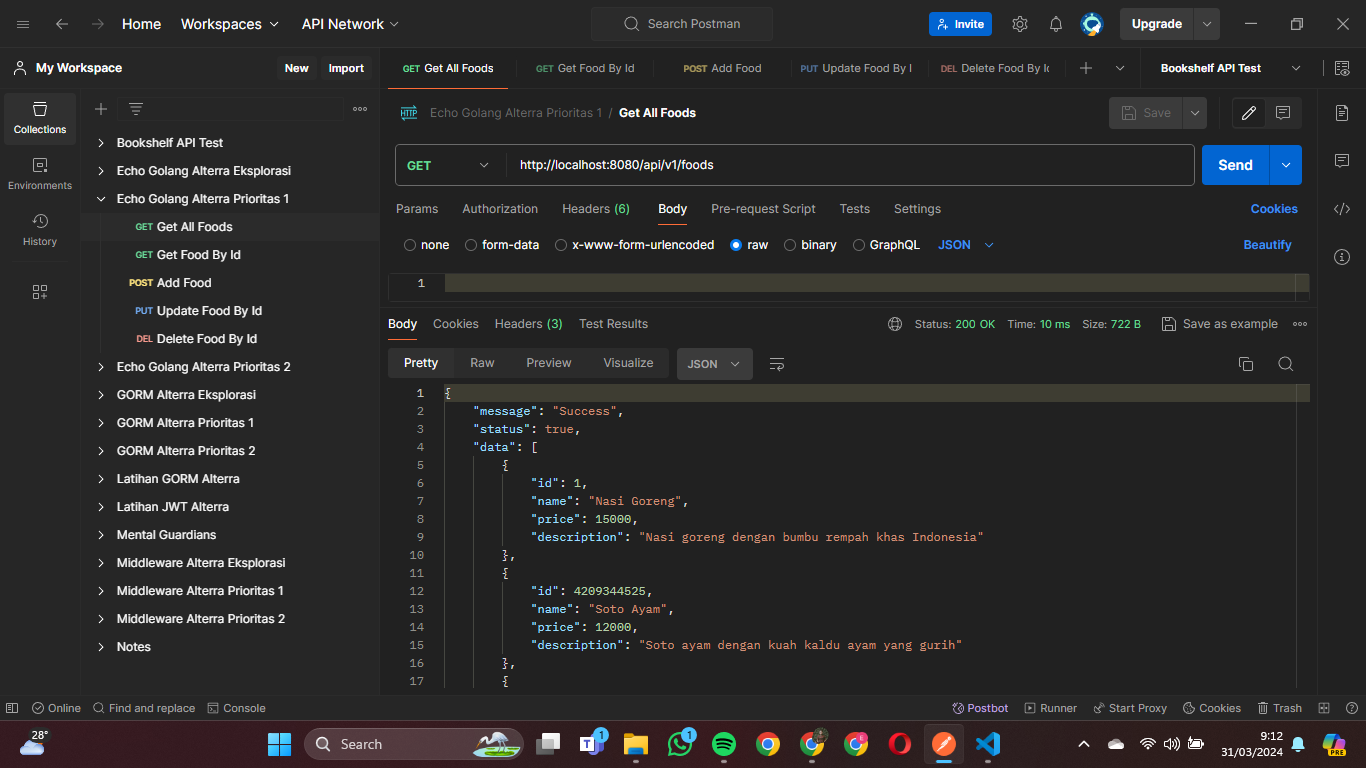 Home Workspaces API Network Search Postman Invite Upgrade
My Workspace New Import GET Get All Foods GET Get Food By Id POST Add Food PUT Update Food By I DEL Delete Food By Id Bookshelf API Test
Collections
Environments
History
Bookshelf API Test
Echo Golang Alterra Eksplorasi
Echo Golang Alterra Prioritas 1
GET Get All Foods
GET Get Food By Id
POST Add Food
PUT Update Food By Id
DEL Delete Food By Id
Echo Golang Alterra Prioritas 2
GORM Alterra Eksplorasi
GORM Alterra Prioritas 1
GORM Alterra Prioritas 2
Latihan GORM Alterra
Latihan JWT Alterra
Mental Guardians
Middleware Alterra Eksplorasi
Middleware Alterra Prioritas 1
Middleware Alterra Prioritas 2
Notes
HTTP Echo Golang Alterra Prioritas 1 / Get All Foods Save
GET http://localhost:8080/api/v1/foods Send
Params Authorization Headers (6) Body Pre-request Script Tests Settings Cookies
none form-data x-www-form-urlencoded raw binary GraphQL JSON Beautify
1
Body Cookies Headers (3) Test Results Status: 200 OK Time: 10 ms Size: 722 B Save as example
Pretty Raw Preview Visualize JSON
1 {
2 "message": "Success",
3 "status": true,
4 "data": [
5 {
6 "id": 1,
7 "name": "Nasi Goreng",
8 "price": 15000,
9 "description": "Nasi goreng dengan bumbu rempah khas Indonesia"
10 },
11 {
12 "id": 4209344525,
13 "name": "Soto Ayam",
14 "price": 12000,
15 "description": "Soto ayam dengan kuah kaldu ayam yang gurih"
16 },
17 {
Online Find and replace Console Postbot Runner Start Proxy Cookies Trash
28° Search 1 1 9:12
31/03/2024 PRE